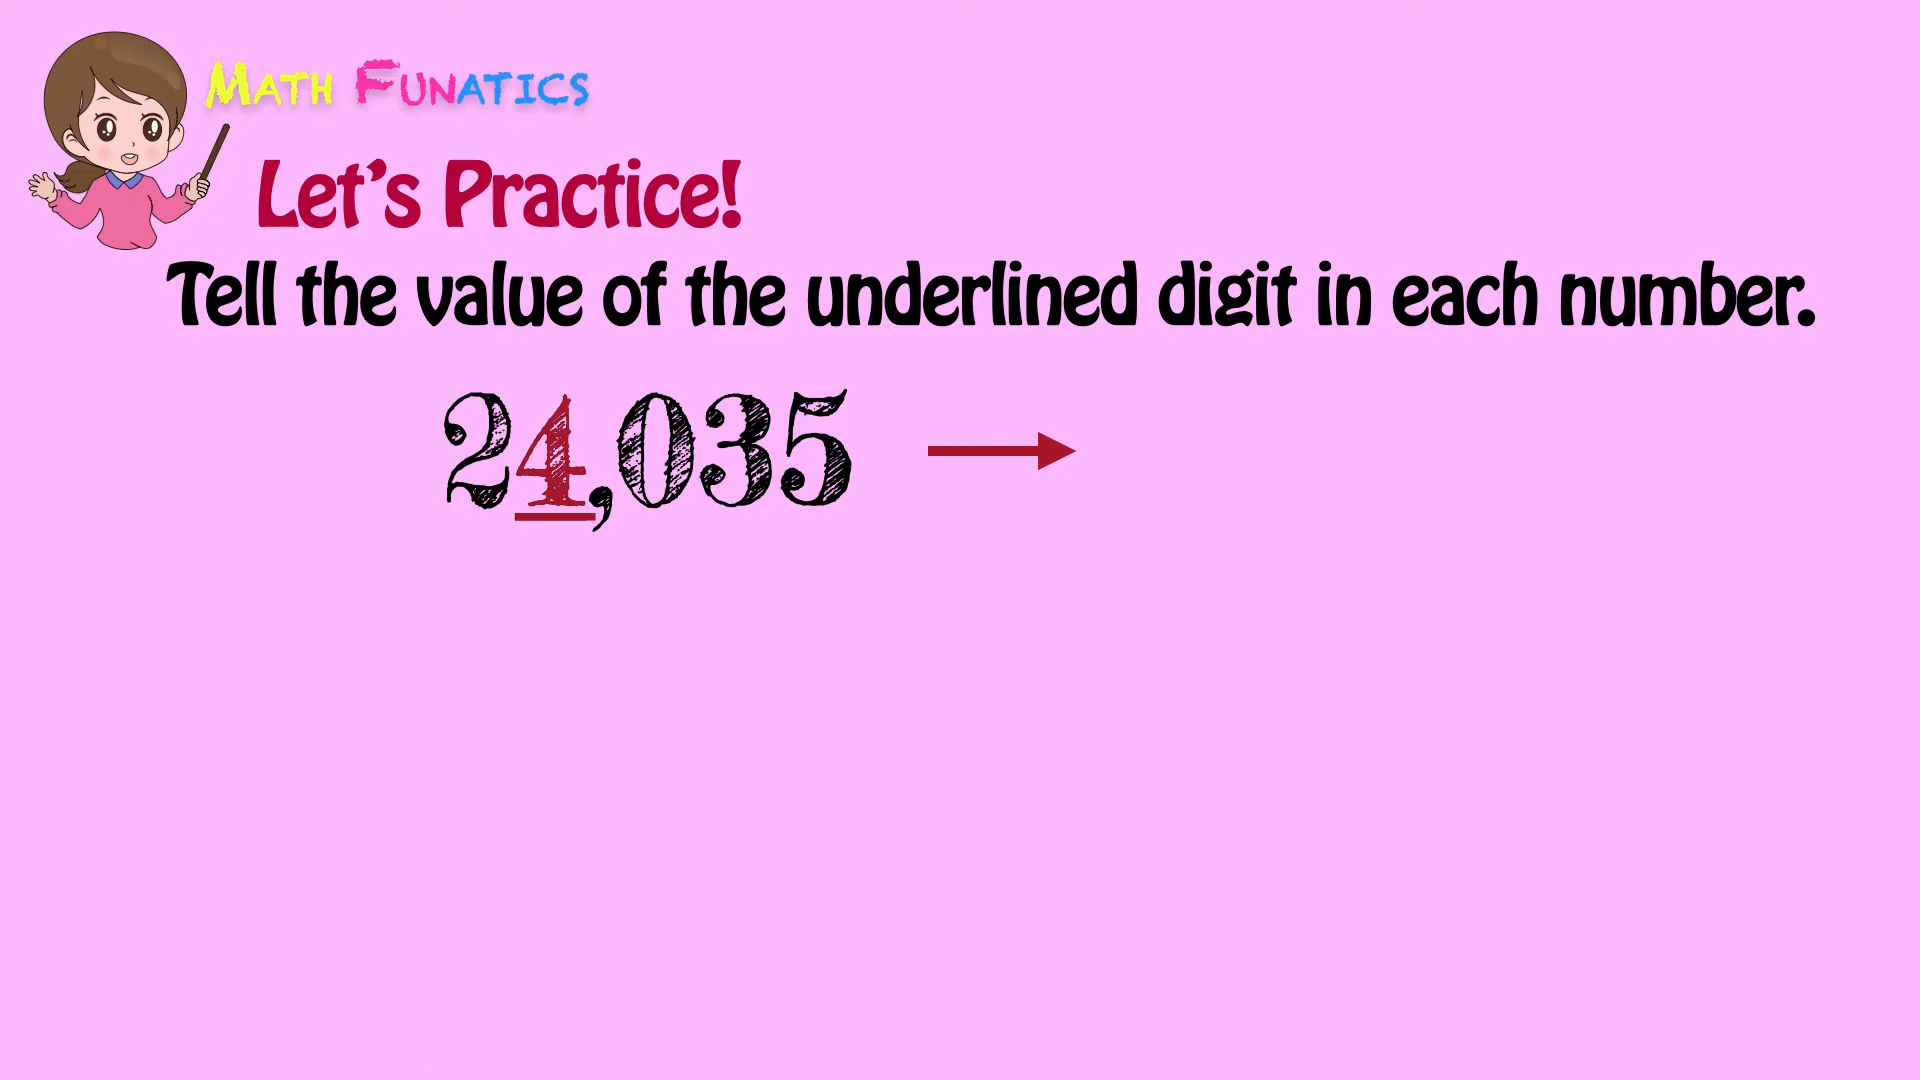 MATH FUNATICS
Let's Practice!
Tell the value of the underlined digit in each number.
24,035